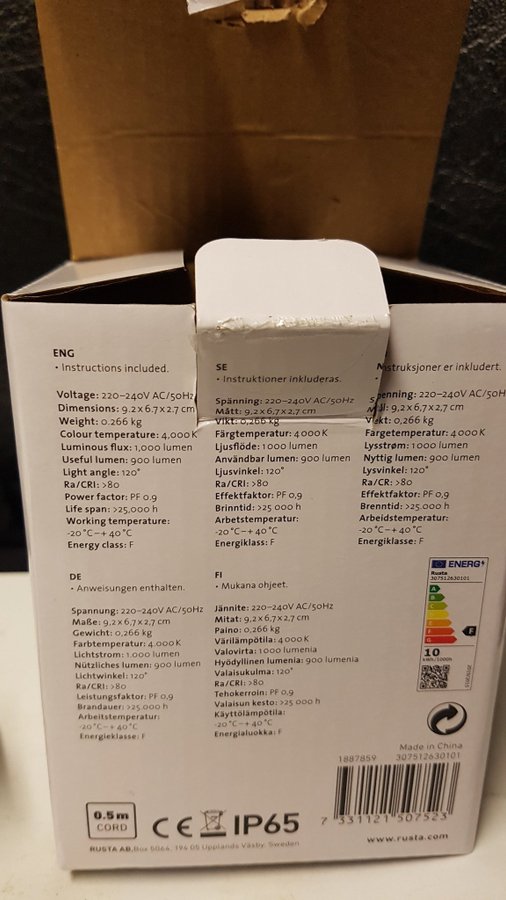 ENG
• Instructions included.
Voltage: 220–240V AC/50Hz
Dimensions: 9,2 x 6,7 x 2,7 cm
Weight: 0,266 kg
Colour temperature: 4,000 K
Luminous flux: 1,000 lumen
Useful lumen: 900 lumen
Light angle: 120°
Ra/CRI: >80
Power factor: PF 0,9
Life span: >25,000 h
Working temperature:
-20°C–+40°C
Energy class: F
SE
• Instruktioner inkluderas.
Spänning: 220–240V AC/50Hz
Mått: 9,2 x 6,7 x 2,7 cm
Vikt: 0,266 kg
Färgtemperatur: 4 000 K
Ljusflöde: 1 000 lumen
Användbar lumen: 900 lumen
Ljusvinkel: 120°
Ra/CRI: >80
Effektfaktor: PF 0,9
Brinntid: >25 000 h
Arbetstemperatur:
-20°C–+40°C
Energiklass: F
Instruksjoner er inkludert.
Spenning: 220–240V AC/50H
Mål: 9,2 x 6,7 x 2,7 cm
Vekt: 0,266 kg
Färgetemperatur: 4 000 K
Lysstrøm: 1 000 lumen
Nyttig lumen: 900 lumen
Lysvinkel: 120°
Ra/CRI: >80
Effektfaktor: PF 0,9
Brenntid: >25 000 h
Arbeidstemperatur:
-20°C–+40°C
Energiklasse: F
DE
• Anweisungen enthalten.
Spannung: 220–240V AC/50Hz
Maße: 9,2 x 6,7 x 2,7 cm
Gewicht: 0,266 kg
Farbtemperatur: 4.000 K
Lichtstrom: 1.000 lumen
Nützliches lumen: 900 lumen
Lichtwinkel: 120°
Ra/CRI: >80
Leistungsfaktor: PF 0,9
Brandauer: >25.000 h
Arbeitstemperatur:
-20°C–+40°C
Energieklasse: F
FI
• Mukana ohjeet.
Jännite: 220–240V AC/50Hz
Mitat: 9,2 x 6,7 x 2,7 cm
Paino: 0,266 kg
Värilämpötila: 4 000 K
Valovirta: 1 000 lumenia
Hyödyllinen lumenia: 900 lumenia
Valaisukulma: 120°
Ra/CRI: >80
Tehokerroin: PF 0,9
Valaisun kesto: >25 000 h
Käyttölämpötila:
-20°C–+40°C
Energialuokka: F
ENERG
Rusta
307512630101
A
B
C
D
E
F
G
F
10
kWh/1000h
2019/2015
Made in China
1887859 307512630101
7 331121 507523
www.rusta.com
0.5 m
CORD
CE IP65
RUSTA AB, Box 5064, 194 05 Upplands Väsby, Sweden